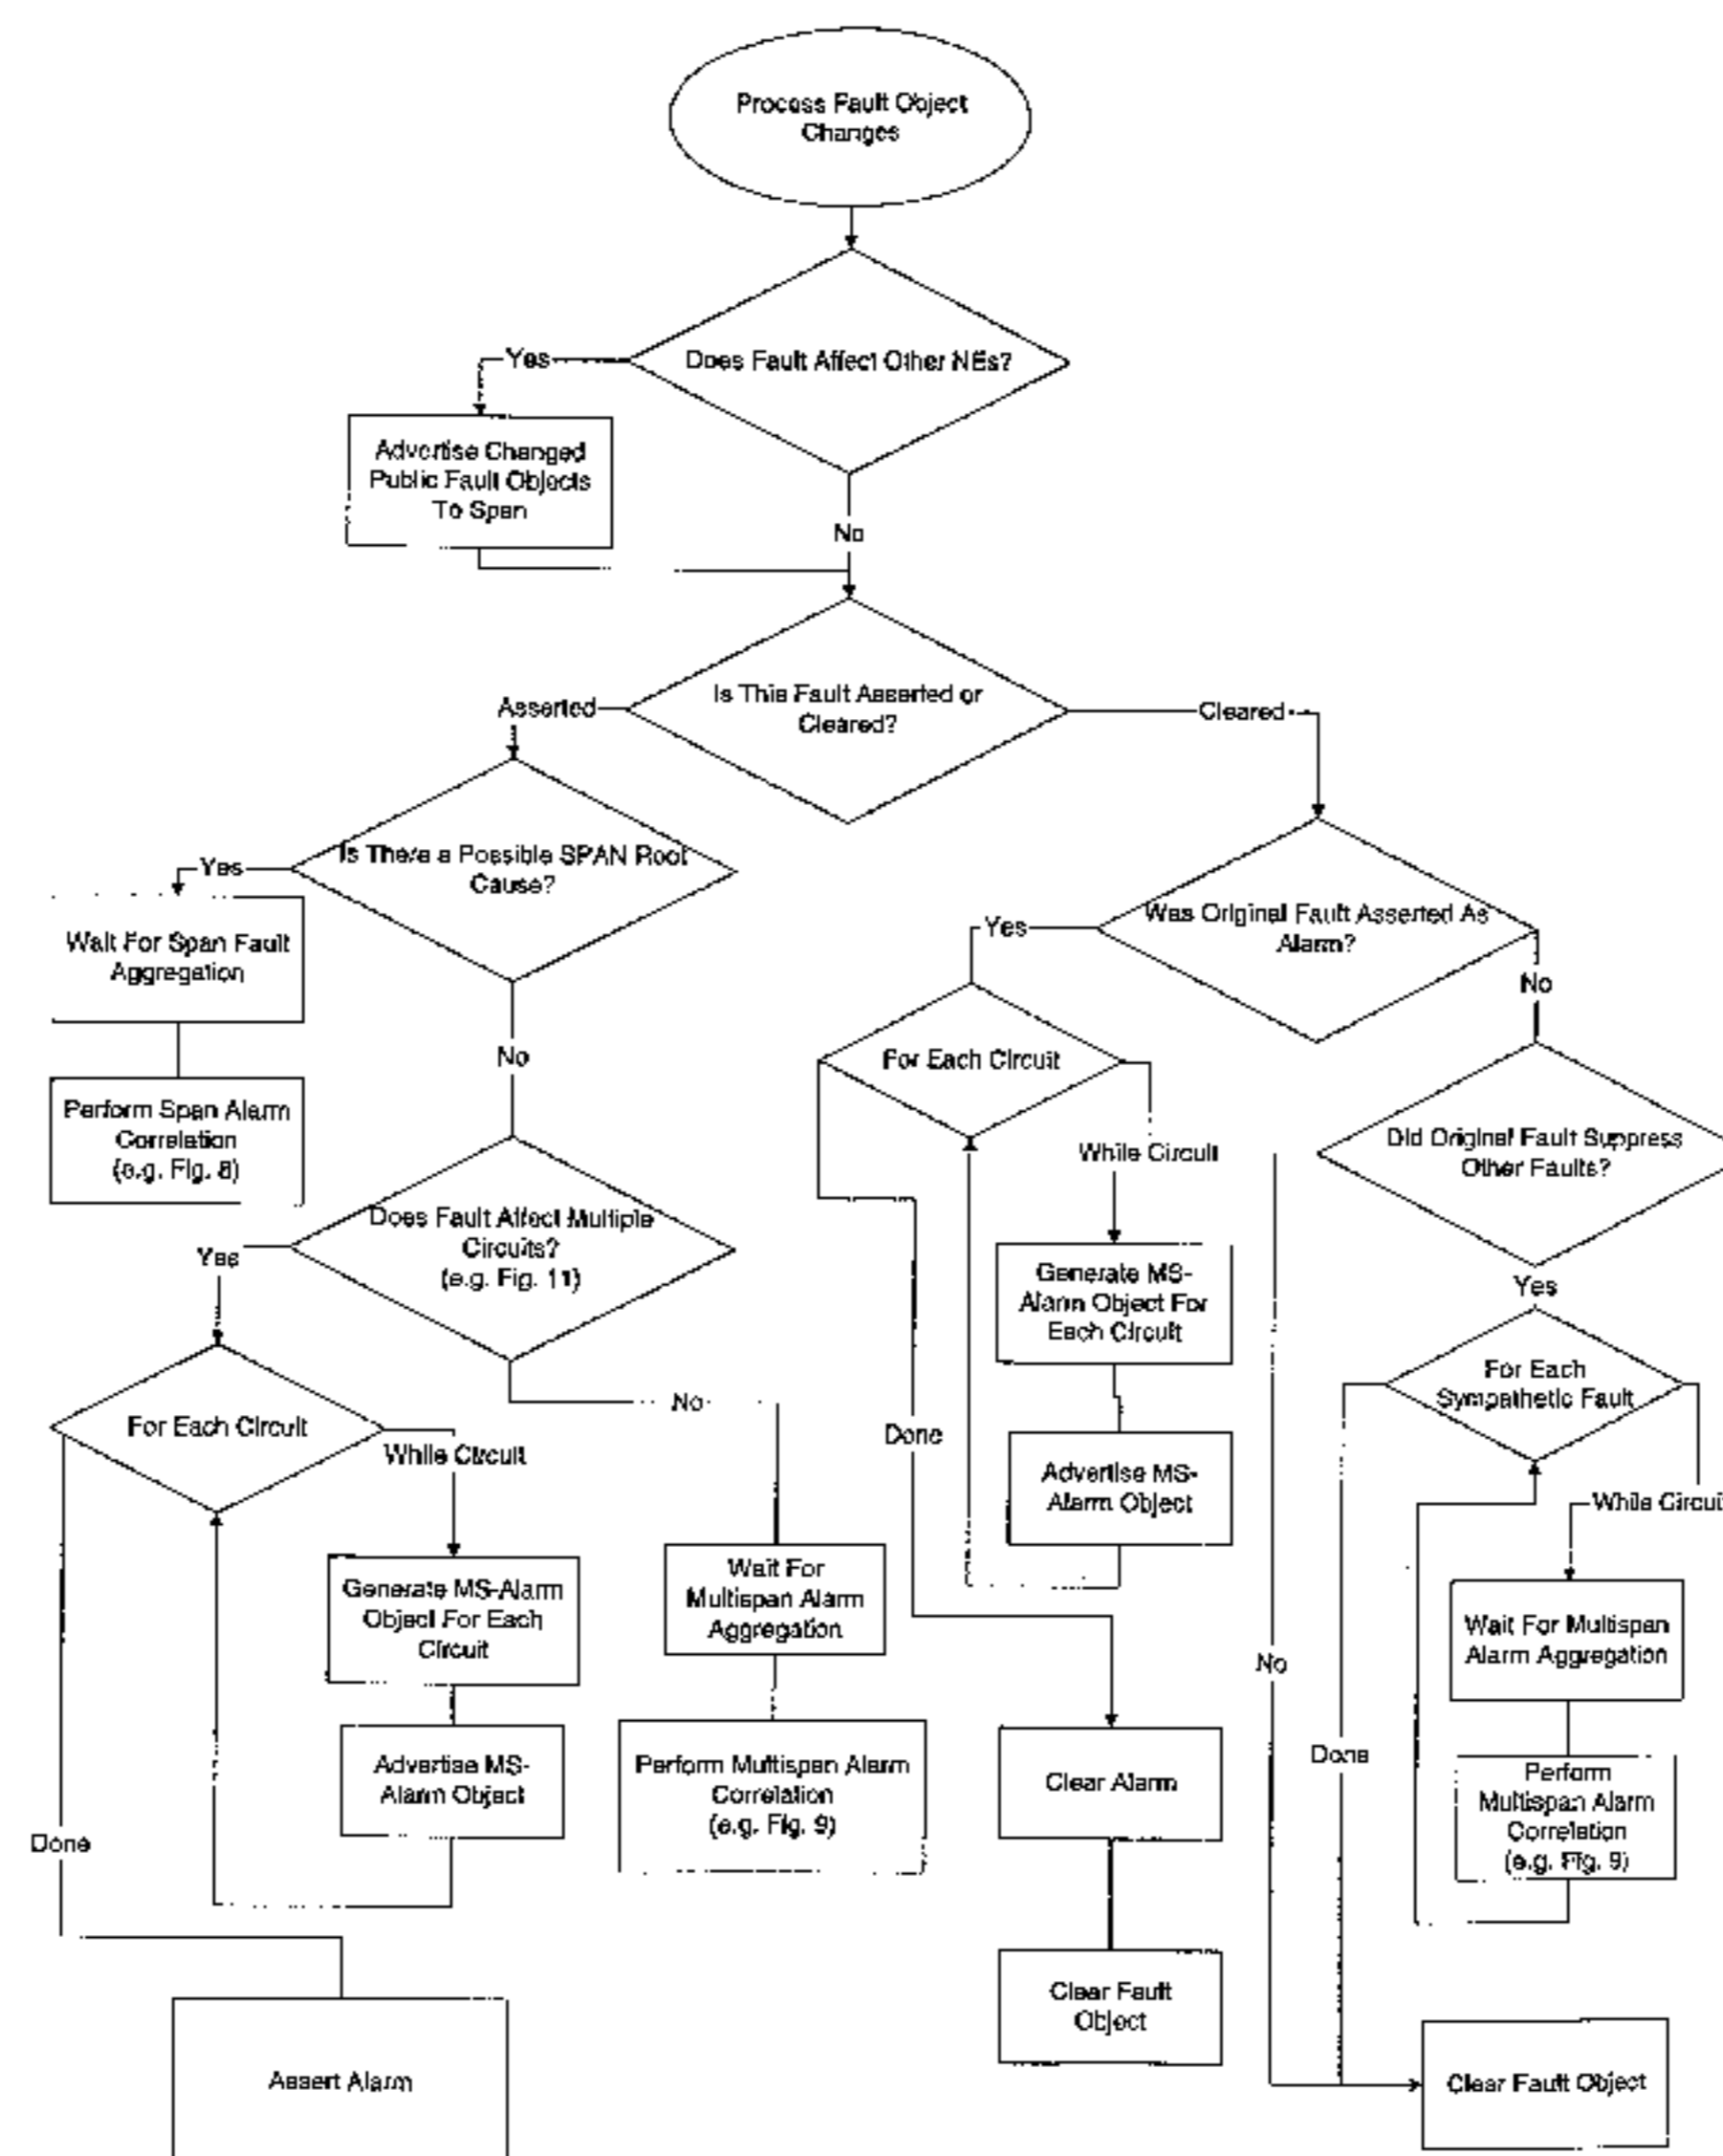 Process Fault Object
Changes
Does Fault Affect Other NEs?
Yes
Advertise Changed
Public Fault Objects
To Span
No
Is This Fault Asserted or
Cleared?
Asserted
Cleared
Is There a Possible SPAN Root
Cause?
Yes
Wait For Span Fault
Aggregation
Perform Span Alarm
Correlation
(e.g. Fig. 8)
No
Does Fault Affect Multiple
Circuits?
(e.g. Fig. 11)
Yes
For Each Circuit
While Circuit
Generate MS-Alarm
Object For Each
Circuit
Advertise MS-
Alarm Object
Done
Assert Alarm
No
Wait For
Multispan Alarm
Aggregation
Perform Multispan Alarm
Correlation
(e.g. Fig. 9)
Was Original Fault Asserted As
Alarm?
Yes
For Each Circuit
While Circuit
Generate MS-
Alarm Object For
Each Circuit
Advertise MS-
Alarm Object
Done
Clear Alarm
Clear Fault
Object
No
Did Original Fault Suppress
Other Faults?
Yes
For Each
Sympathetic Fault
While Circuit
Wait For Multispan
Alarm Aggregation
Perform
Multispan Alarm
Correlation
(e.g. Fig. 9)
No
Done
Clear Fault Object